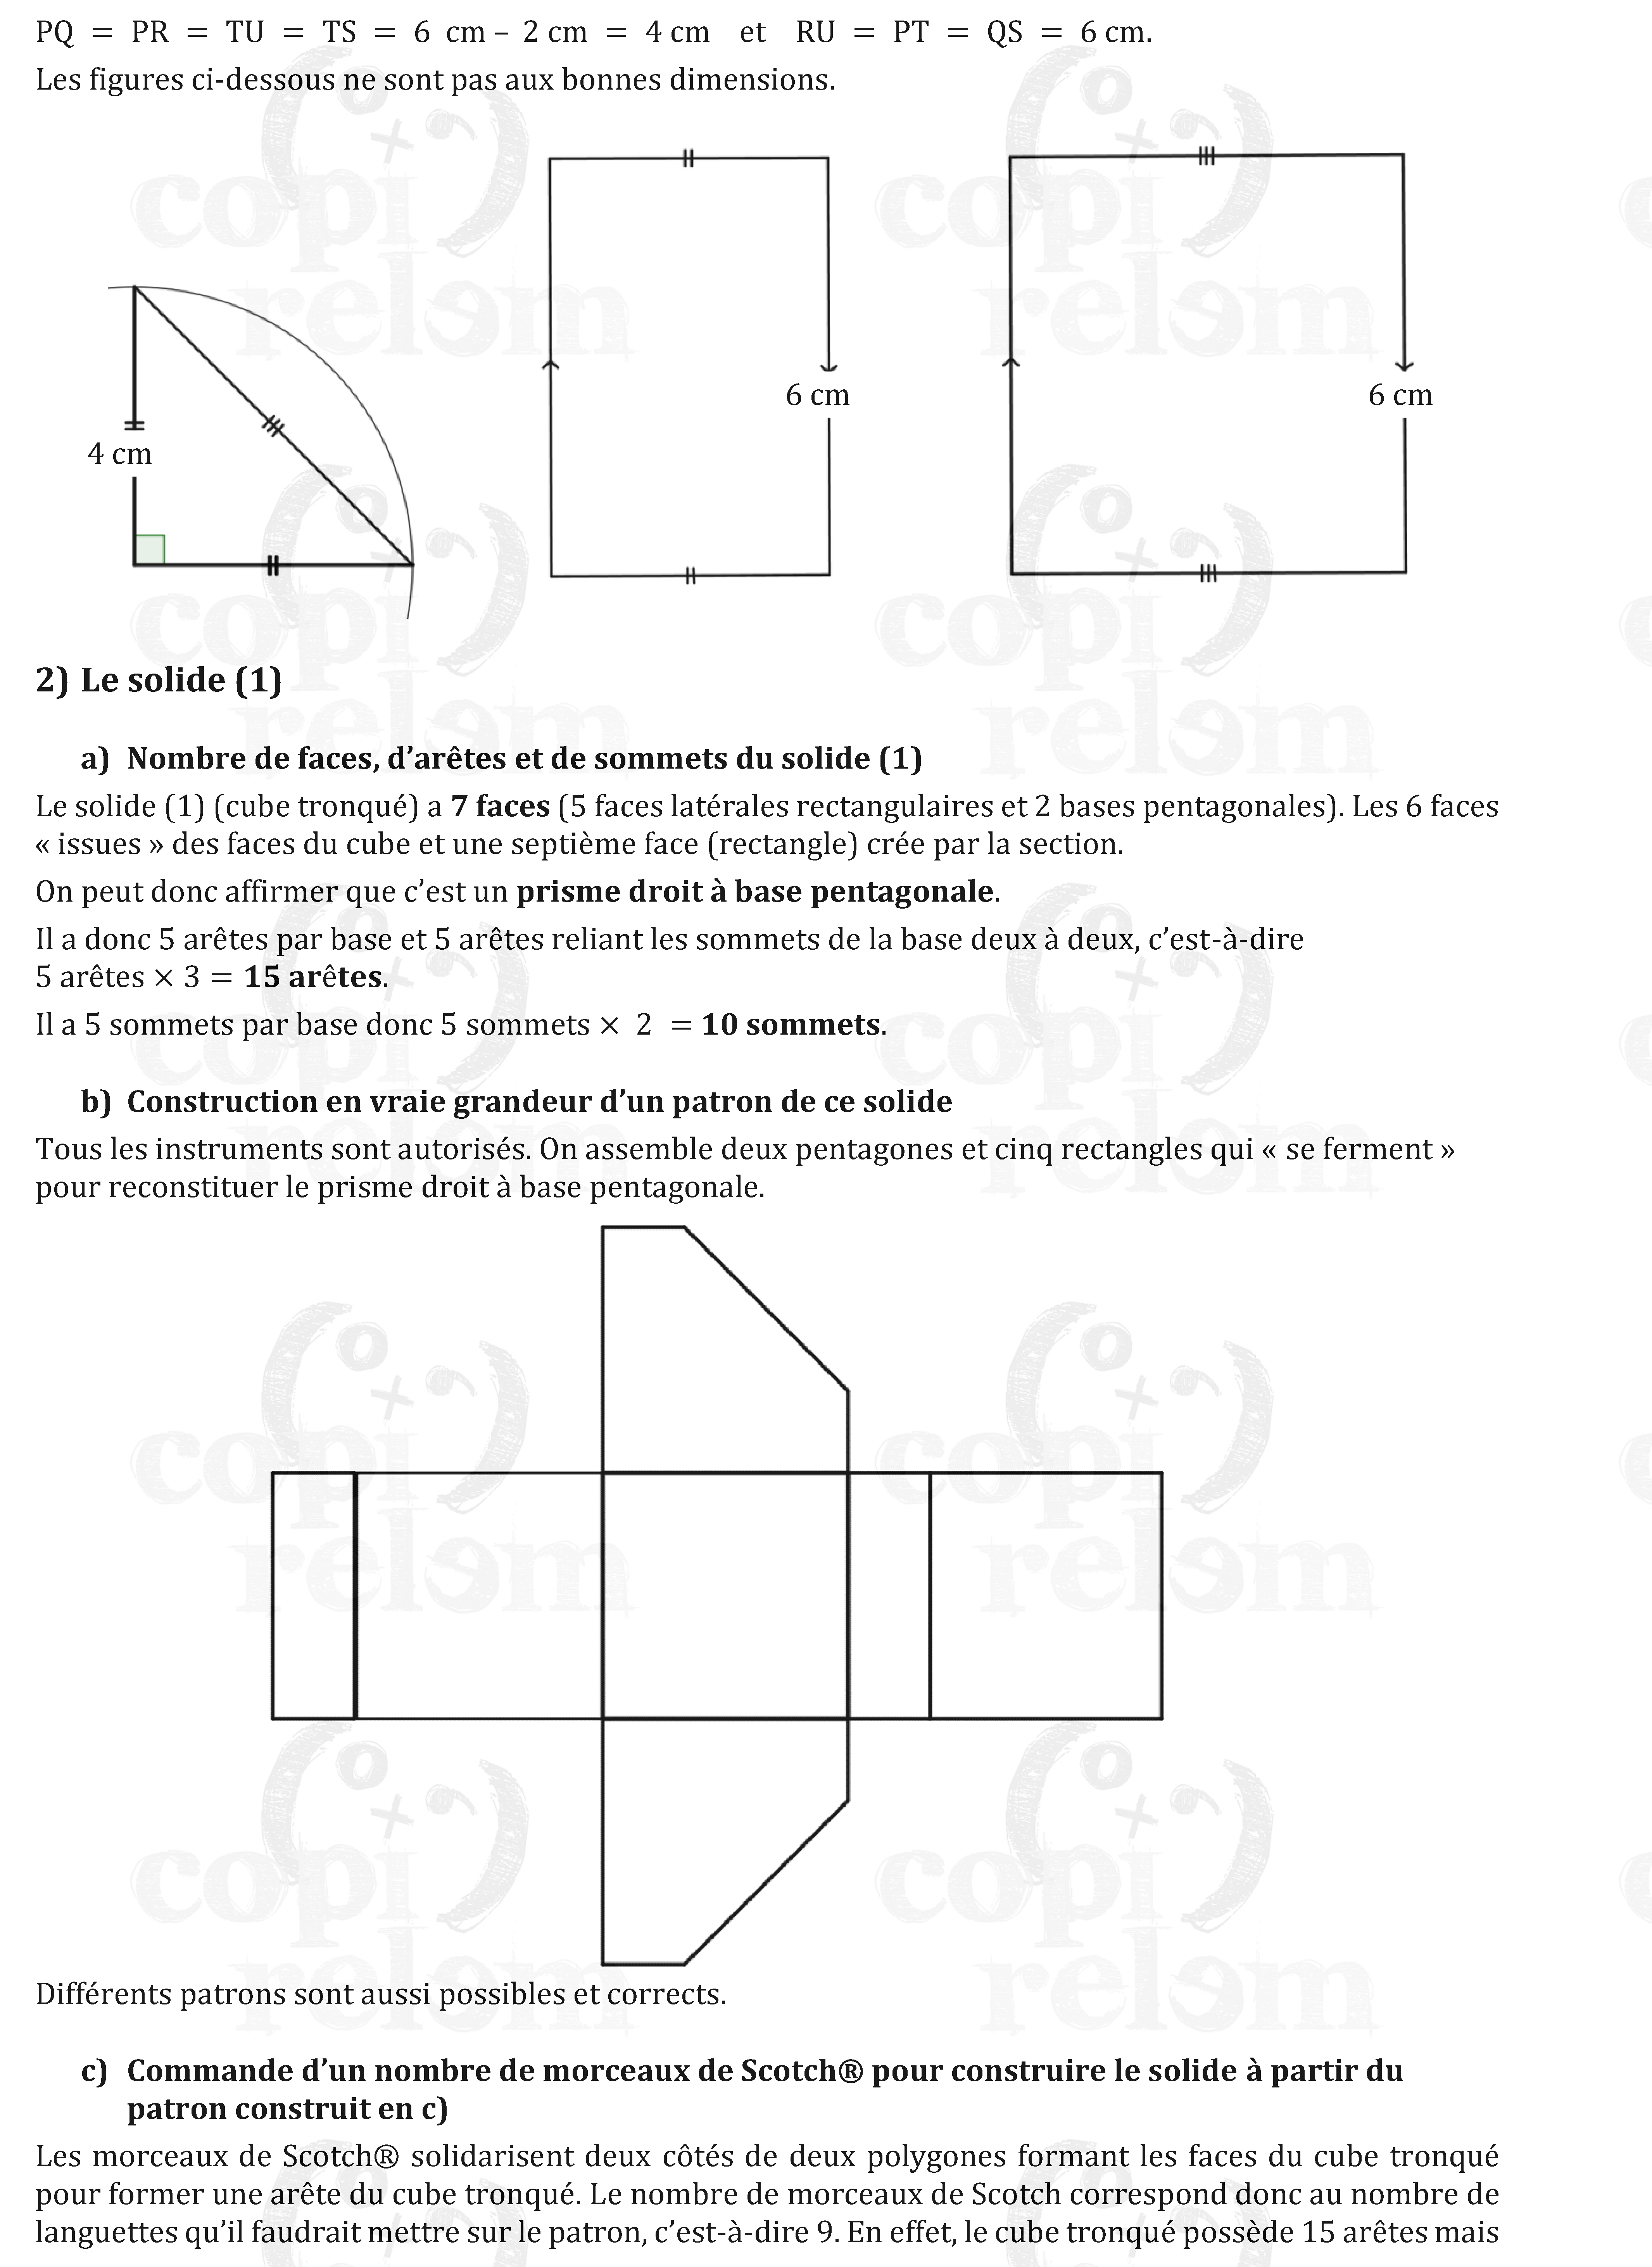 PQ = PR = TU = TS = 6 cm – 2 cm = 4 cm et RU = PT = QS = 6 cm.
Les figures ci-dessous ne sont pas aux bonnes dimensions.
6 cm
6 cm
4 cm
2) Le solide (1)
a) Nombre de faces, d’arêtes et de sommets du solide (1)
Le solide (1) (cube tronqué) a 7 faces (5 faces latérales rectangulaires et 2 bases pentagonales). Les 6 faces
« issues » des faces du cube et une septième face (rectangle) crée par la section.
On peut donc affirmer que c’est un prisme droit à base pentagonale.
Il a donc 5 arêtes par base et 5 arêtes reliant les sommets de la base deux à deux, c’est-à-dire
5 arêtes × 3 = 15 arêtes.
Il a 5 sommets par base donc 5 sommets × 2 = 10 sommets.
b) Construction en vraie grandeur d’un patron de ce solide
Tous les instruments sont autorisés. On assemble deux pentagones et cinq rectangles qui « se ferment »
pour reconstituer le prisme droit à base pentagonale.
Différents patrons sont aussi possibles et corrects.
c) Commande d’un nombre de morceaux de Scotch® pour construire le solide à partir du
patron construit en c)
Les morceaux de Scotch® solidarisent deux côtés de deux polygones formant les faces du cube tronqué
pour former une arête du cube tronqué. Le nombre de morceaux de Scotch correspond donc au nombre de
languettes qu’il faudrait mettre sur le patron, c’est-à-dire 9. En effet, le cube tronqué possède 15 arêtes mais